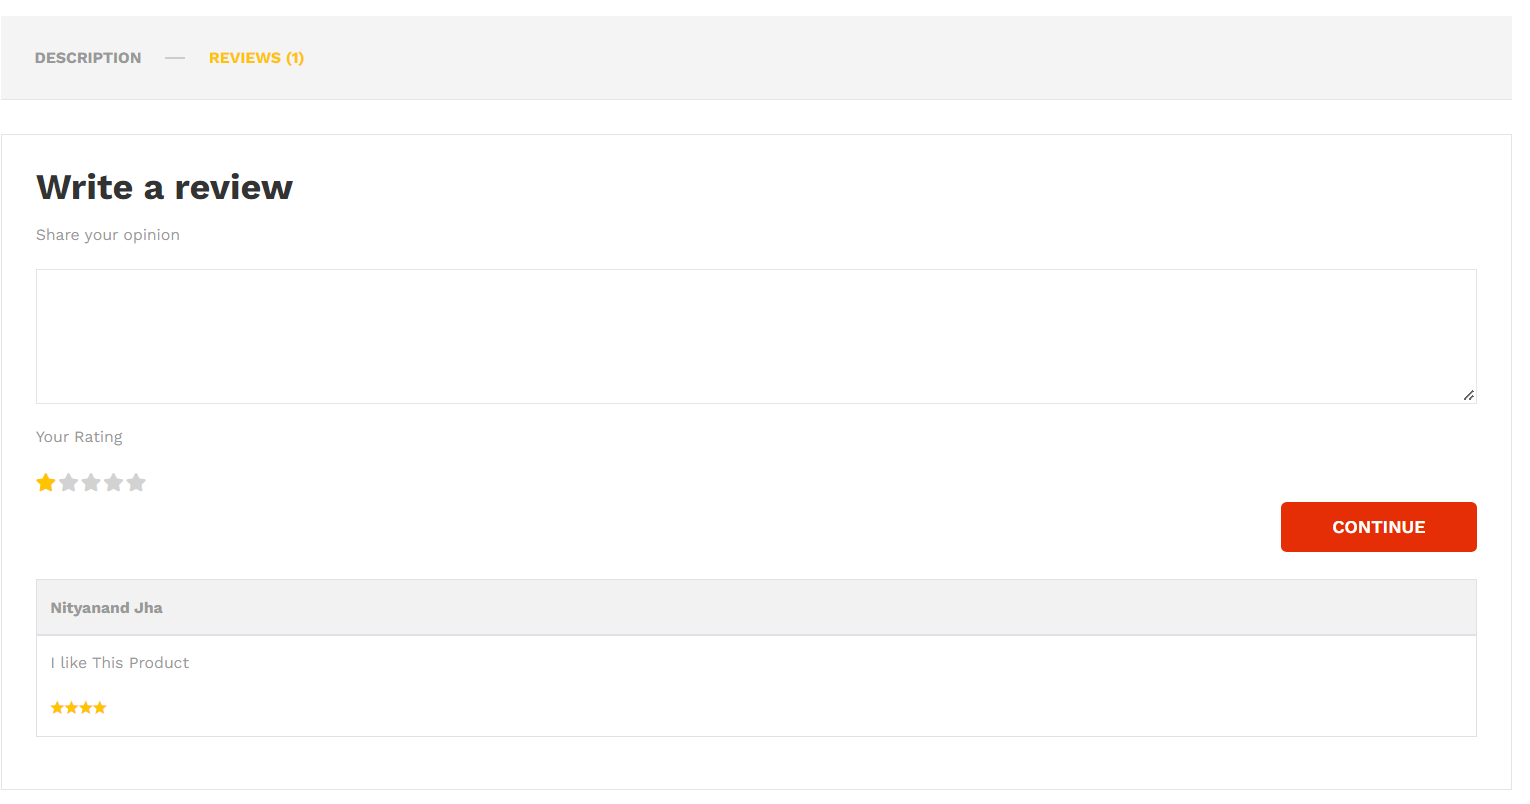 DESCRIPTION — REVIEWS (1)
Write a review
Share your opinion
Your Rating
CONTINUE
Nityanand Jha
I like This Product